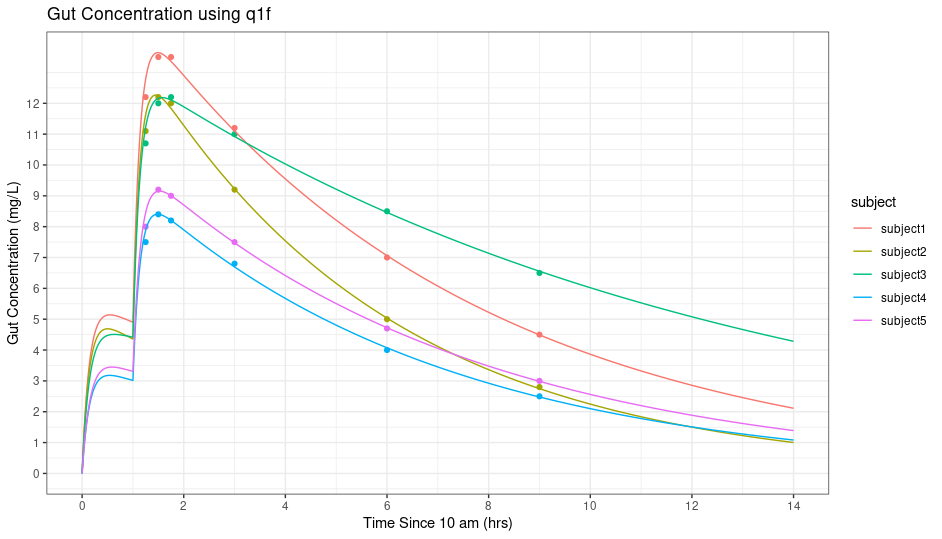 Gut Concentration using q1f
Gut Concentration (mg/L)
12
11
10
9
8
7
6
5
4
3
2
1
0
0 2 4 6 8 10 12 14
Time Since 10 am (hrs)
subject
subject1
subject2
subject3
subject4
subject5